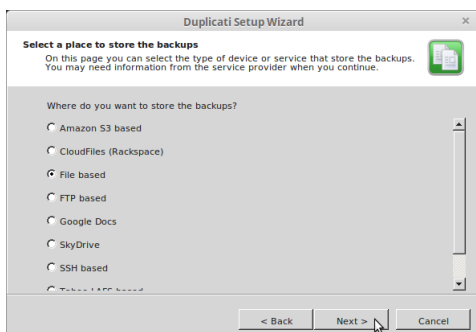 Duplicati Setup Wizard
Select a place to store the backups
On this page you can select the type of device or service that store the backups.
You may need information from the service provider when you continue.
Where do you want to store the backups?
Amazon S3 based
CloudFiles (Rackspace)
File based
FTP based
Google Docs
SkyDrive
SSH based
Tahoe-LAFS based
< Back
Next >
Cancel